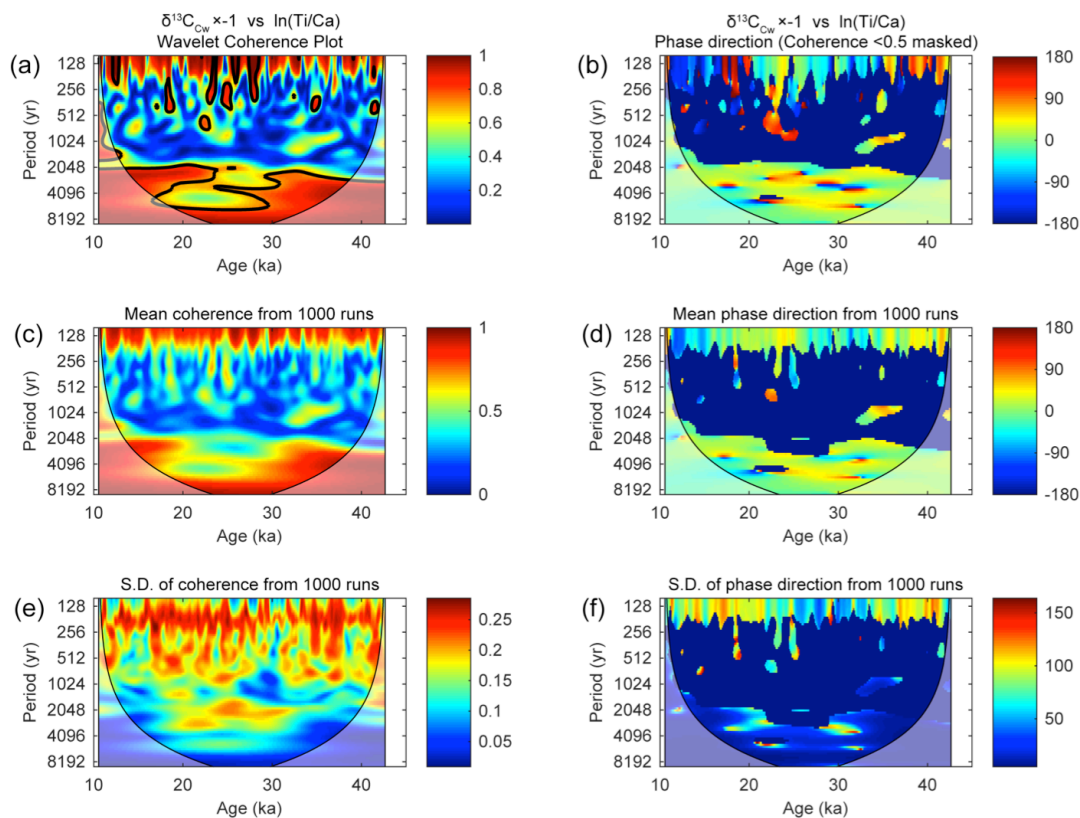 δ¹³C_Cw ×-1 vs ln(Ti/Ca)
Wavelet Coherence Plot
(a)
128
256
512
1024
2048
4096
8192
Period (yr)
10 20 30 40
Age (ka)
1
0.8
0.6
0.4
0.2
δ¹³C_Cw ×-1 vs ln(Ti/Ca)
Phase direction (Coherence <0.5 masked)
(b)
128
256
512
1024
2048
4096
8192
Period (yr)
10 20 30 40
Age (ka)
180
90
0
-90
-180
Mean coherence from 1000 runs
(c)
128
256
512
1024
2048
4096
8192
Period (yr)
10 20 30 40
Age (ka)
1
0.5
0
Mean phase direction from 1000 runs
(d)
128
256
512
1024
2048
4096
8192
Period (yr)
10 20 30 40
Age (ka)
180
90
0
-90
-180
S.D. of coherence from 1000 runs
(e)
128
256
512
1024
2048
4096
8192
Period (yr)
10 20 30 40
Age (ka)
0.25
0.2
0.15
0.1
0.05
S.D. of phase direction from 1000 runs
(f)
128
256
512
1024
2048
4096
8192
Period (yr)
10 20 30 40
Age (ka)
150
100
50